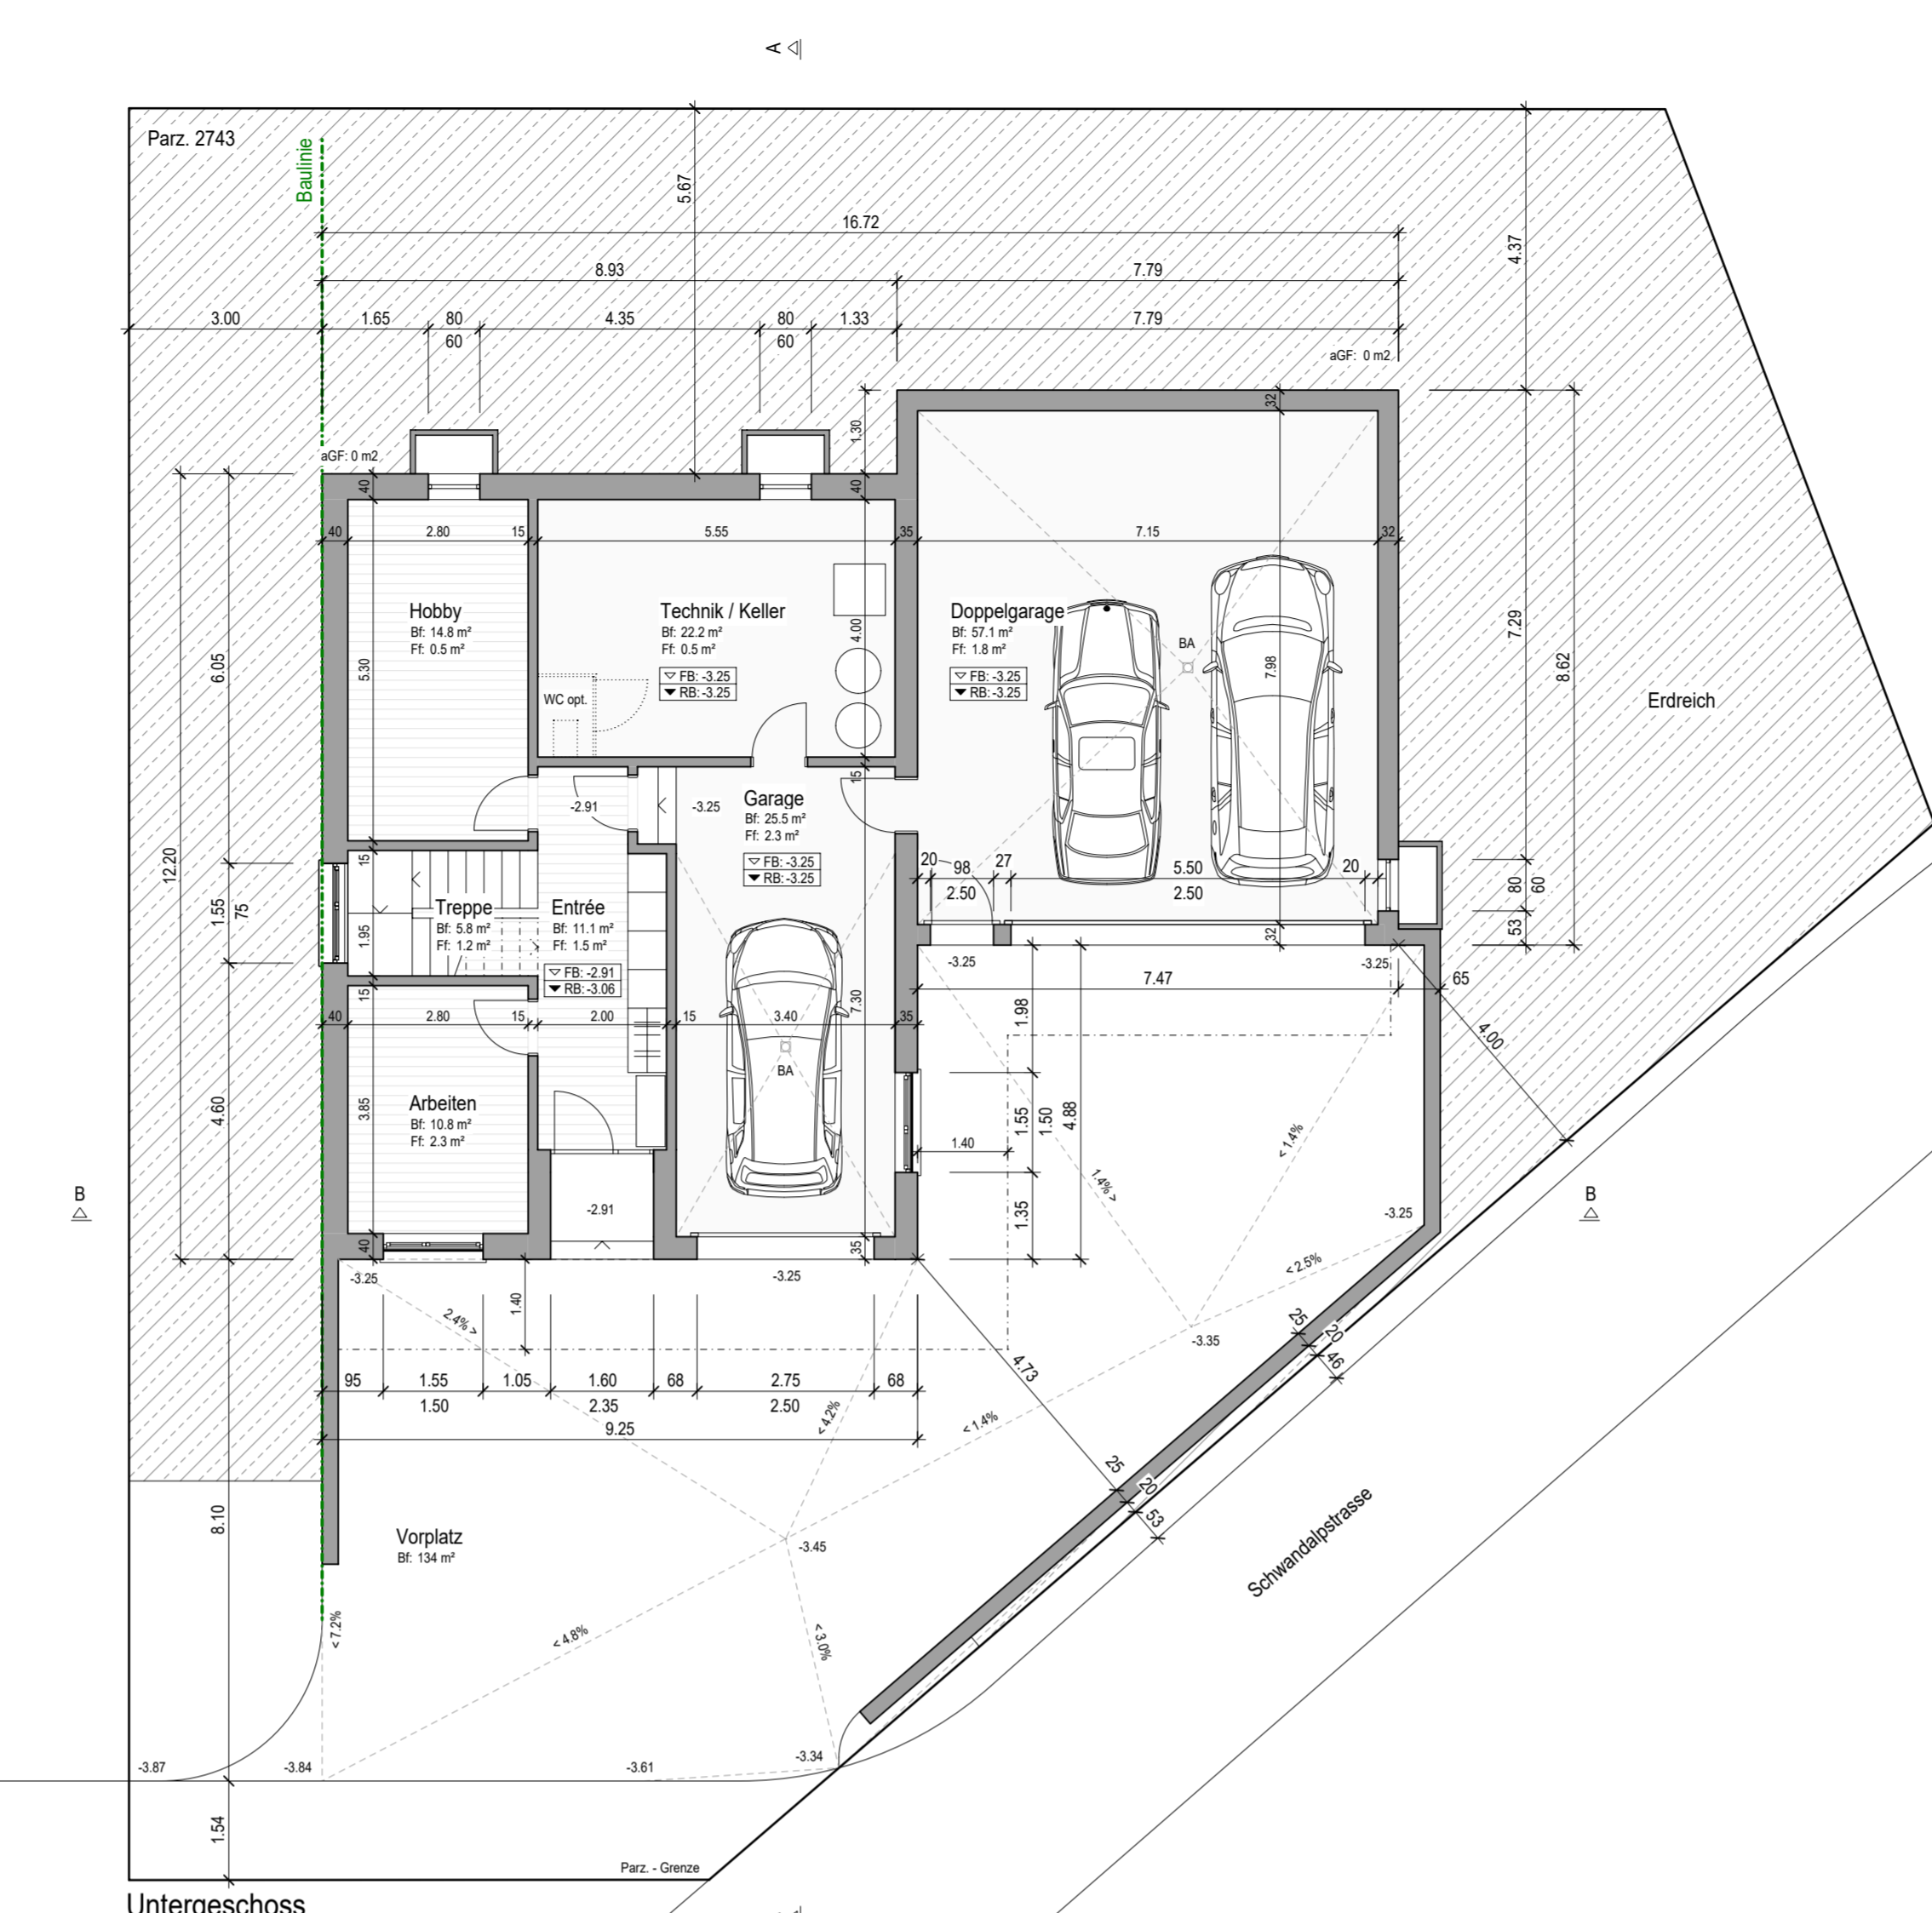 A
Parz. 2743
Baulinie
5.67
16.72
4.37
8.93
7.79
3.00
1.65
80
60
4.35
80
60
1.33
7.79
aGF: 0 m2
32
1.30
aGF: 0 m2
40
40
40
2.80
15
5.55
35
7.15
32
Hobby
Bf: 14.8 m²
Ff: 0.5 m²
Technik / Keller
Bf: 22.2 m²
Ff: 0.5 m²
FB: -3.25
RB: -3.25
4.00
Doppelgarage
Bf: 57.1 m²
Ff: 1.8 m²
FB: -3.25
RB: -3.25
BA
7.98
7.29
8.62
6.05
5.30
WC opt.
Erdreich
15
-2.91
-3.25
Garage
Bf: 25.5 m²
Ff: 2.3 m²
FB: -3.25
RB: -3.25
12.20
15
20
98
27
5.50
20
2.50
2.50
80
60
53
1.55
75
1.95
Treppe
Bf: 5.8 m²
Ff: 1.2 m²
Entrée
Bf: 11.1 m²
Ff: 1.5 m²
FB: -2.91
RB: -3.06
32
-3.25
-3.25
7.47
65
15
40
2.80
15
2.00
15
3.40
35
7.30
1.98
4.00
BA
4.60
3.85
Arbeiten
Bf: 10.8 m²
Ff: 2.3 m²
1.40
1.55
1.50
4.88
< 1.4%
1.4% >
B
B
-2.91
1.35
-3.25
40
35
-3.25
-3.25
< 2.5%
1.40
2.4% >
25
20
46
-3.35
4.73
95
1.55
1.05
1.60
68
2.75
68
1.50
2.35
2.50
< 4.2%
< 1.4%
9.25
25
20
53
8.10
Vorplatz
Bf: 134 m²
-3.45
Schwandalpstrasse
< 7.2%
< 4.8%
< 3.0%
-3.87
-3.84
-3.61
-3.34
1.54
Parz. - Grenze
Untergeschoss